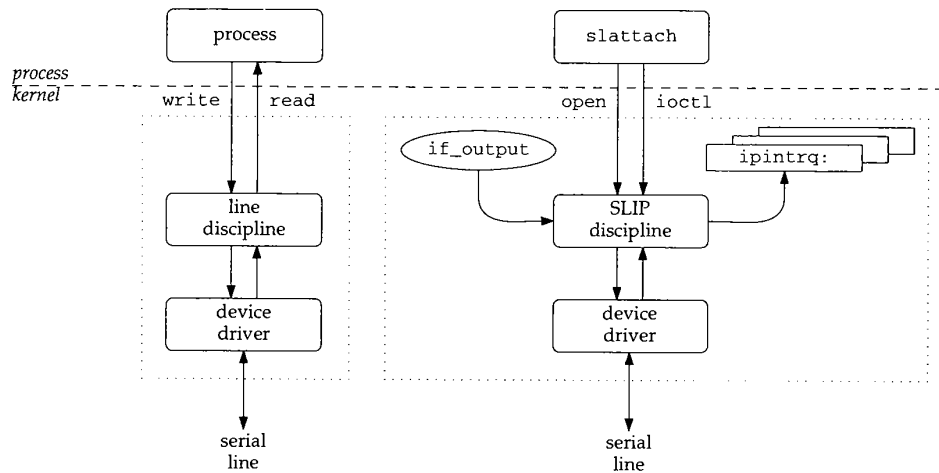 process
slattach
process
kernel
write
read
open
ioctl
if_output
ipintrq:
line
discipline
SLIP
discipline
device
driver
device
driver
serial
line
serial
line